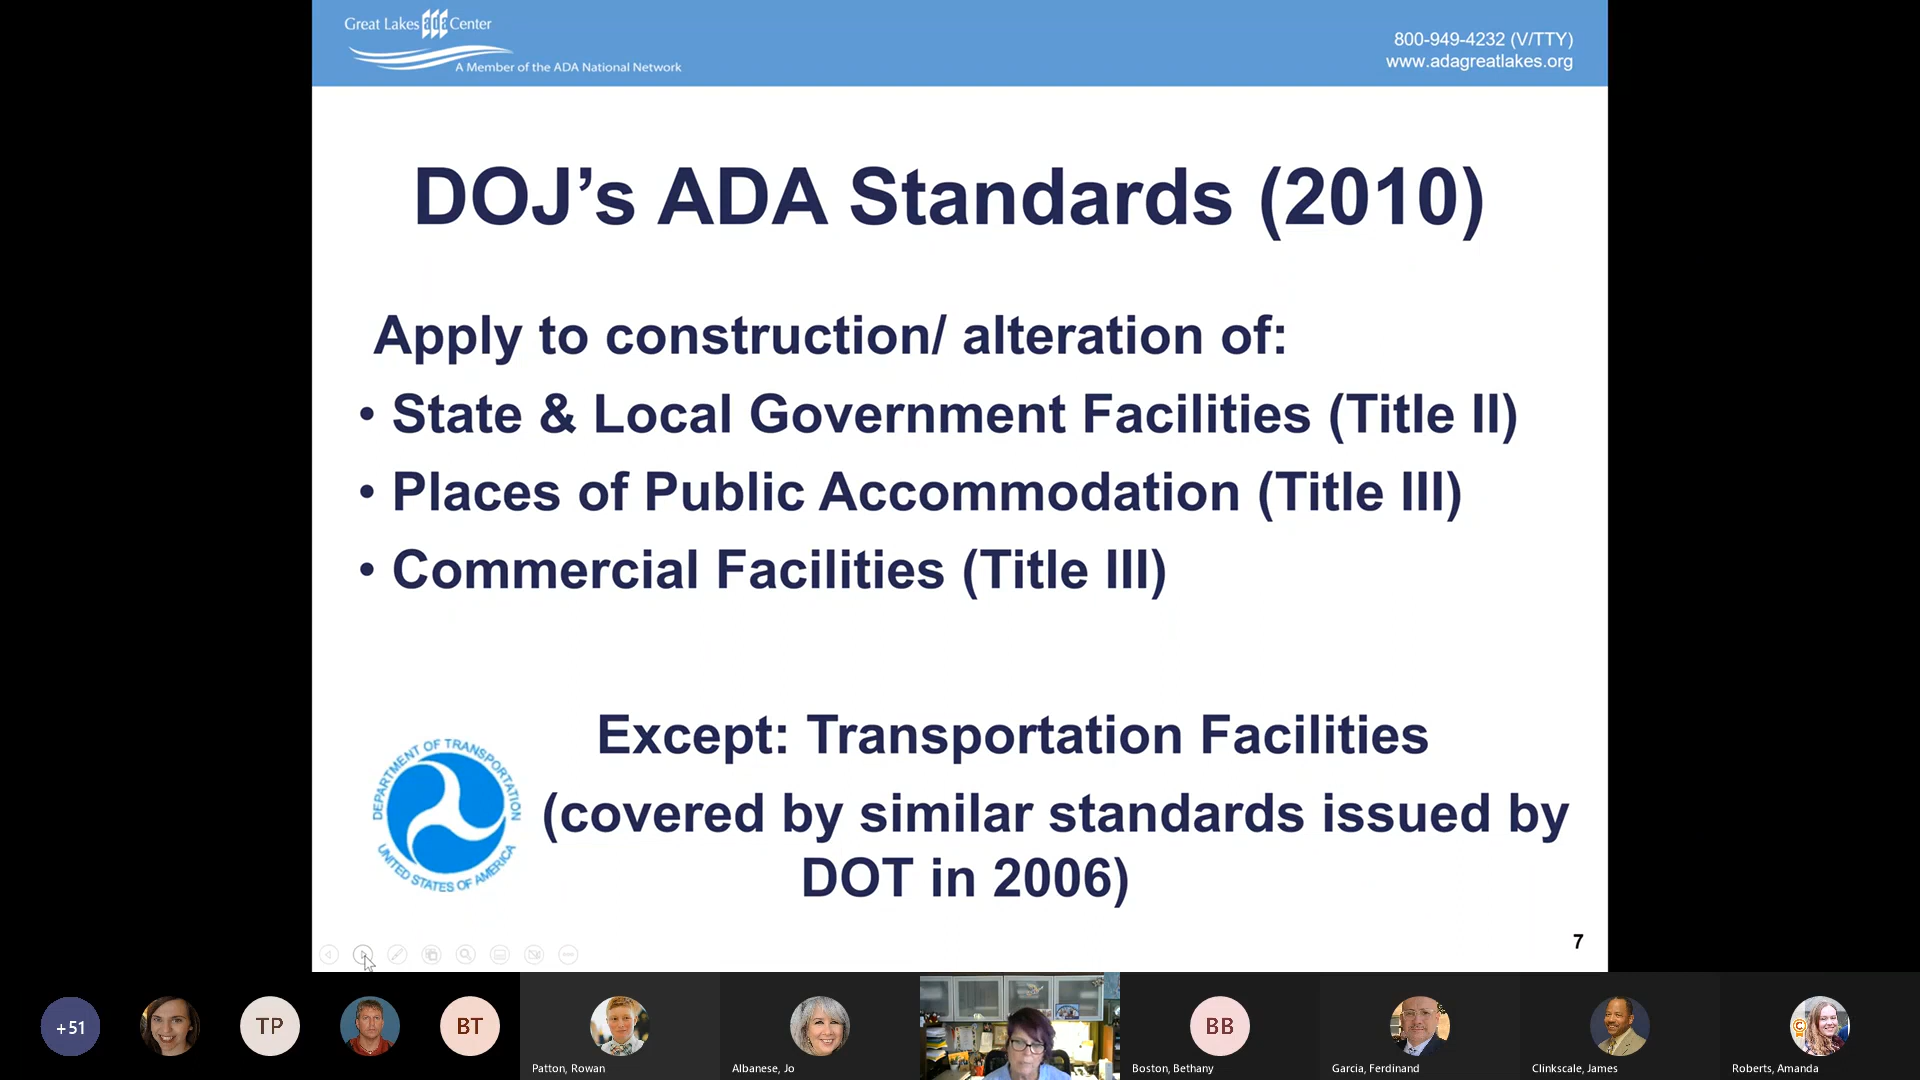 Great Lakes ada Center
A Member of the ADA National Network
800-949-4232 (V/TTY)
www.adagreatlakes.org
DOJ’s ADA Standards (2010)
Apply to construction/ alteration of:
• State & Local Government Facilities (Title II)
• Places of Public Accommodation (Title III)
• Commercial Facilities (Title III)
Except: Transportation Facilities
(covered by similar standards issued by
DOT in 2006)
DEPARTMENT OF TRANSPORTATION
UNITED STATES OF AMERICA
7
+51
TP
BT
BB
Patton, Rowan
Albanese, Jo
Boston, Bethany
Garcia, Ferdinand
Clinkscale, James
Roberts, Amanda